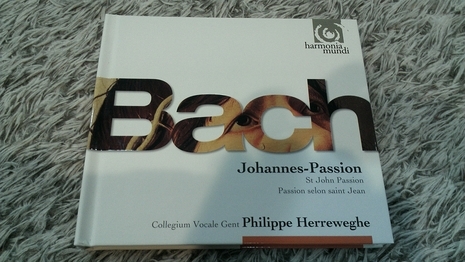 harmonia
mundi
Bach
Johannes-Passion
St John Passion
Passion selon saint Jean
Collegium Vocale Gent Philippe Herreweghe